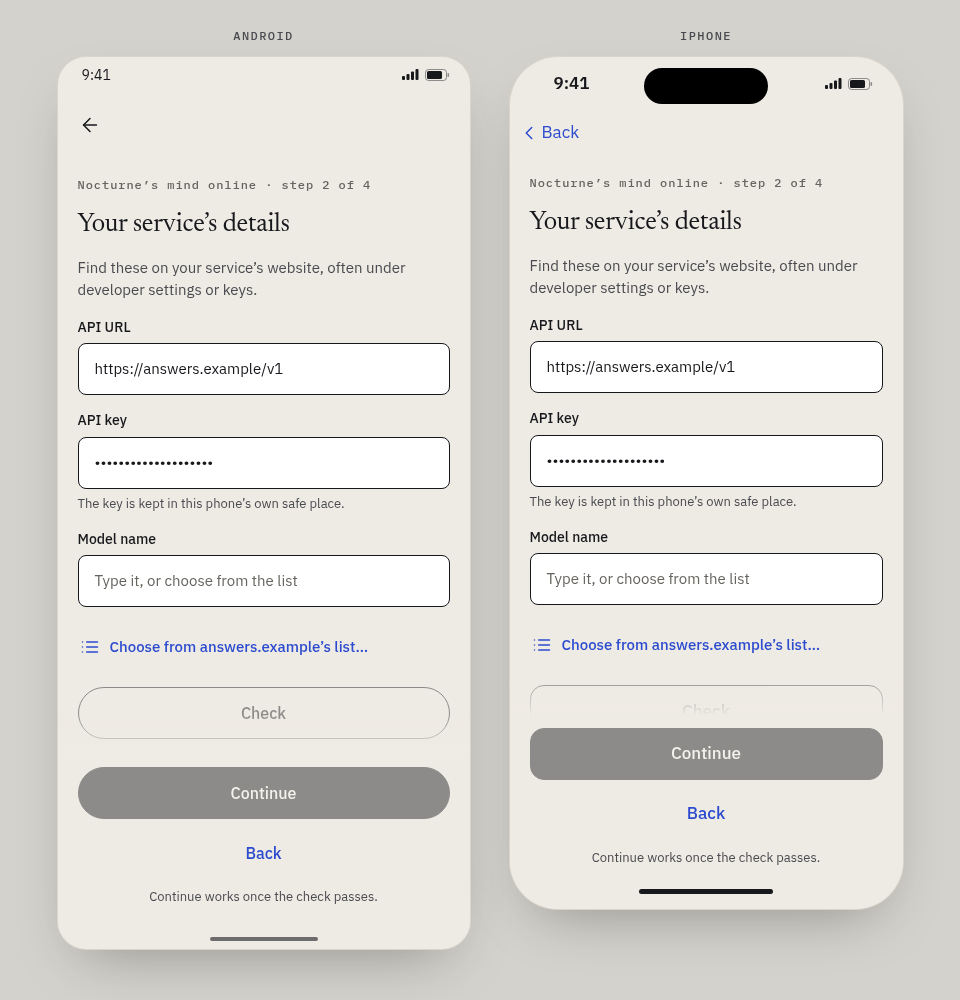 ANDROID
9:41
Nocturne’s mind online · step 2 of 4
Your service’s details
Find these on your service’s website, often under
developer settings or keys.
API URL
https://answers.example/v1
API key
••••••••••••••••••••
The key is kept in this phone’s own safe place.
Model name
Type it, or choose from the list
Choose from answers.example’s list…
Check
Continue
Back
Continue works once the check passes.
IPHONE
9:41
Back
Nocturne’s mind online · step 2 of 4
Your service’s details
Find these on your service’s website, often under
developer settings or keys.
API URL
https://answers.example/v1
API key
••••••••••••••••••••
The key is kept in this phone’s own safe place.
Model name
Type it, or choose from the list
Choose from answers.example’s list…
Check
Continue
Back
Continue works once the check passes.